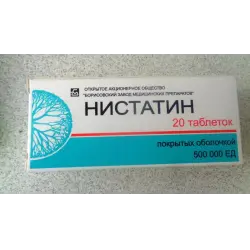 ОТКРЫТОЕ АКЦИОНЕРНОЕ ОБЩЕСТВО
"БОРИСОВСКИЙ ЗАВОД МЕДИЦИНСКИХ ПРЕПАРАТОВ"
НИСТАТИН
20 таблеток
покрытых оболочкой
500 000 ЕД